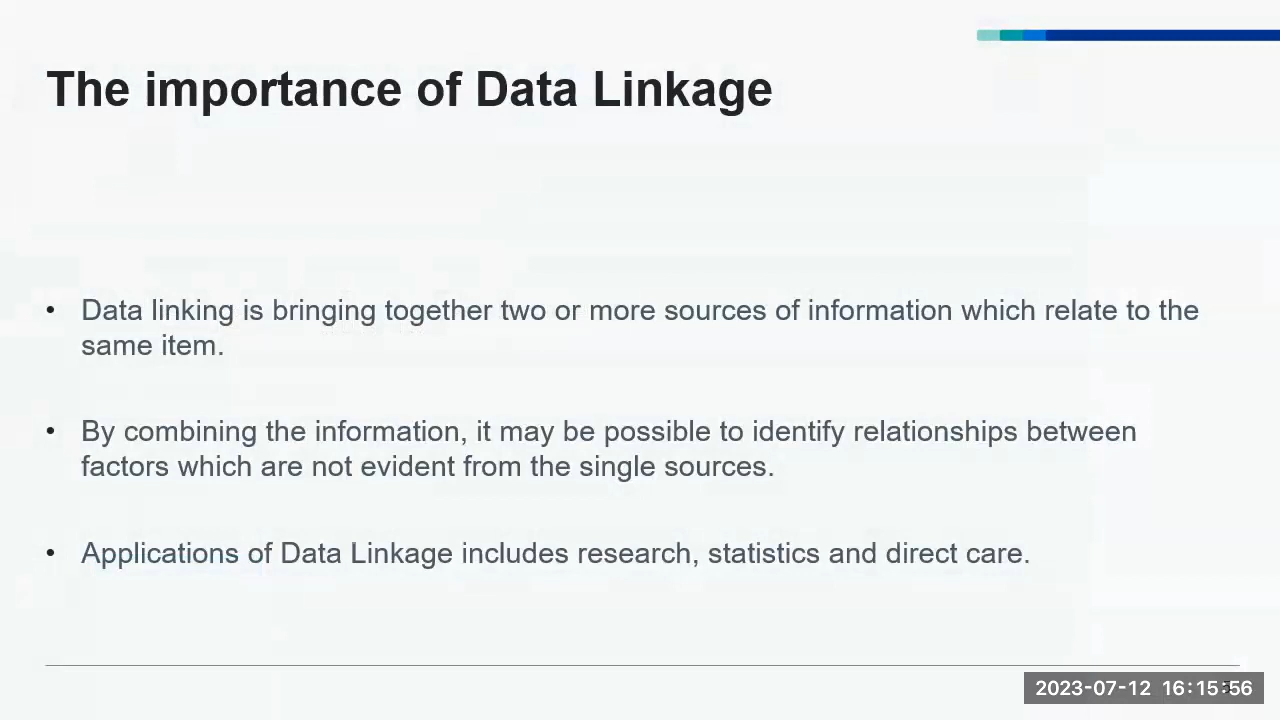 The importance of Data Linkage
• Data linking is bringing together two or more sources of information which relate to the
same item.
• By combining the information, it may be possible to identify relationships between
factors which are not evident from the single sources.
• Applications of Data Linkage includes research, statistics and direct care.
2023-07-12 16:15:56